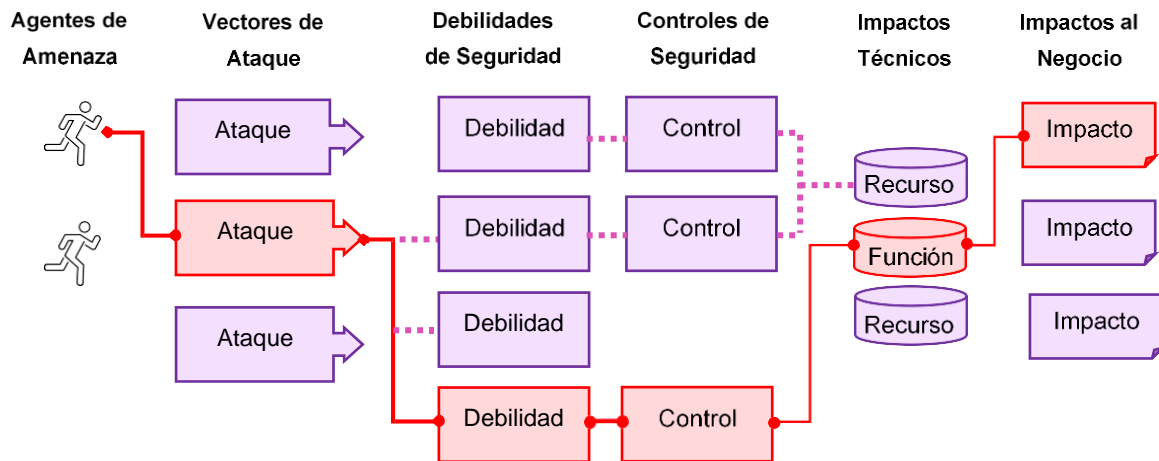 Agentes de
Amenaza
Vectores de
Ataque
Debilidades
de Seguridad
Controles de
Seguridad
Impactos
Técnicos
Impactos al
Negocio
Ataque
Debilidad
Control
Impacto
Recurso
Ataque
Debilidad
Control
Función
Impacto
Ataque
Debilidad
Recurso
Impacto
Debilidad
Control